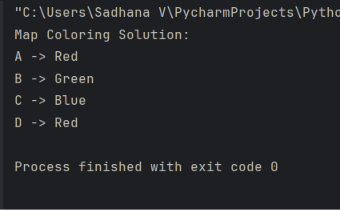 "C:\Users\Sadhana V\PycharmProjects\Pytho
Map Coloring Solution:
A -> Red
B -> Green
C -> Blue
D -> Red
Process finished with exit code 0